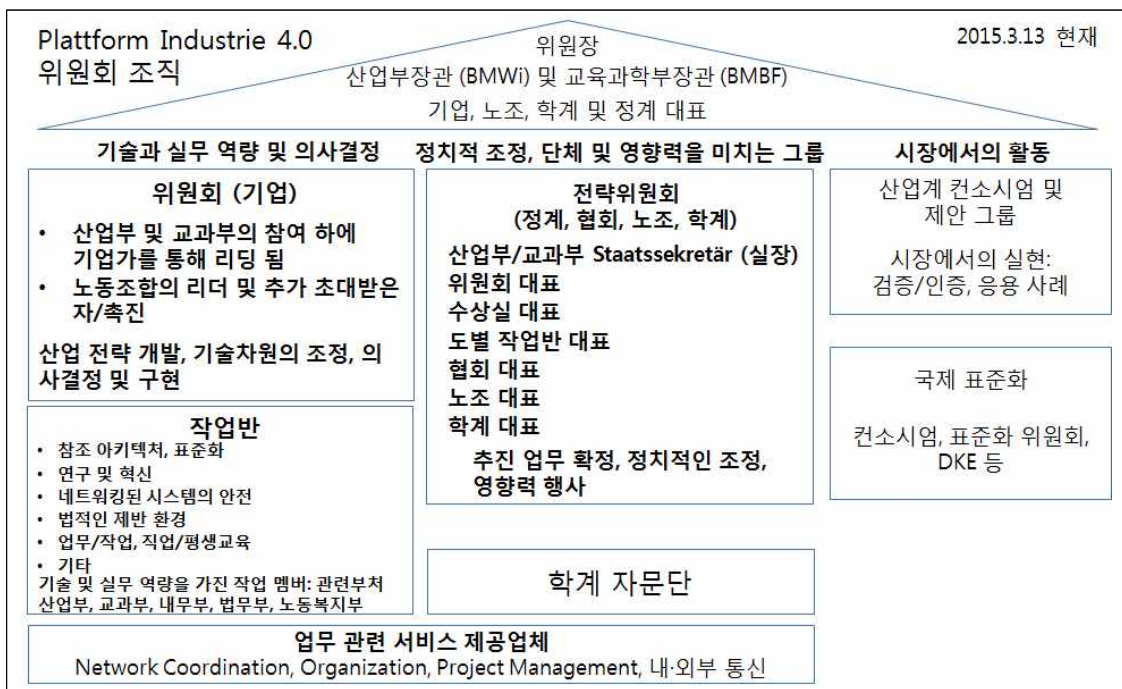 Plattform Industrie 4.0
위원회 조직
2015.3.13 현재
위원장
산업부장관 (BMWi) 및 교육과학부장관 (BMBF)
기업, 노조, 학계 및 정계 대표
기술과 실무 역량 및 의사결정
위원회 (기업)
• 산업부 및 교과부의 참여 하에
기업가를 통해 리딩 됨
• 노동조합의 리더 및 추가 초대받은
자/촉진
산업 전략 개발, 기술차원의 조정, 의
사결정 및 구현
작업반
• 참조 아키텍처, 표준화
• 연구 및 혁신
• 네트워킹된 시스템의 안전
• 법적인 제반 환경
• 업무/작업, 직업/평생교육
• 기타
기술 및 실무 역량을 가진 작업 멤버: 관련부처
산업부, 교과부, 내무부, 법무부, 노동복지부
정치적 조정, 단체 및 영향력을 미치는 그룹
전략위원회
(정계, 협회, 노조, 학계)
산업부/교과부 Staatssekretär (실장)
위원회 대표
수상실 대표
도별 작업반 대표
협회 대표
노조 대표
학계 대표
추진 업무 확정, 정치적인 조정,
영향력 행사
학계 자문단
시장에서의 활동
산업계 컨소시엄 및
제안 그룹
시장에서의 실현:
검증/인증, 응용 사례
국제 표준화
컨소시엄, 표준화 위원회,
DKE 등
업무 관련 서비스 제공업체
Network Coordination, Organization, Project Management, 내·외부 통신